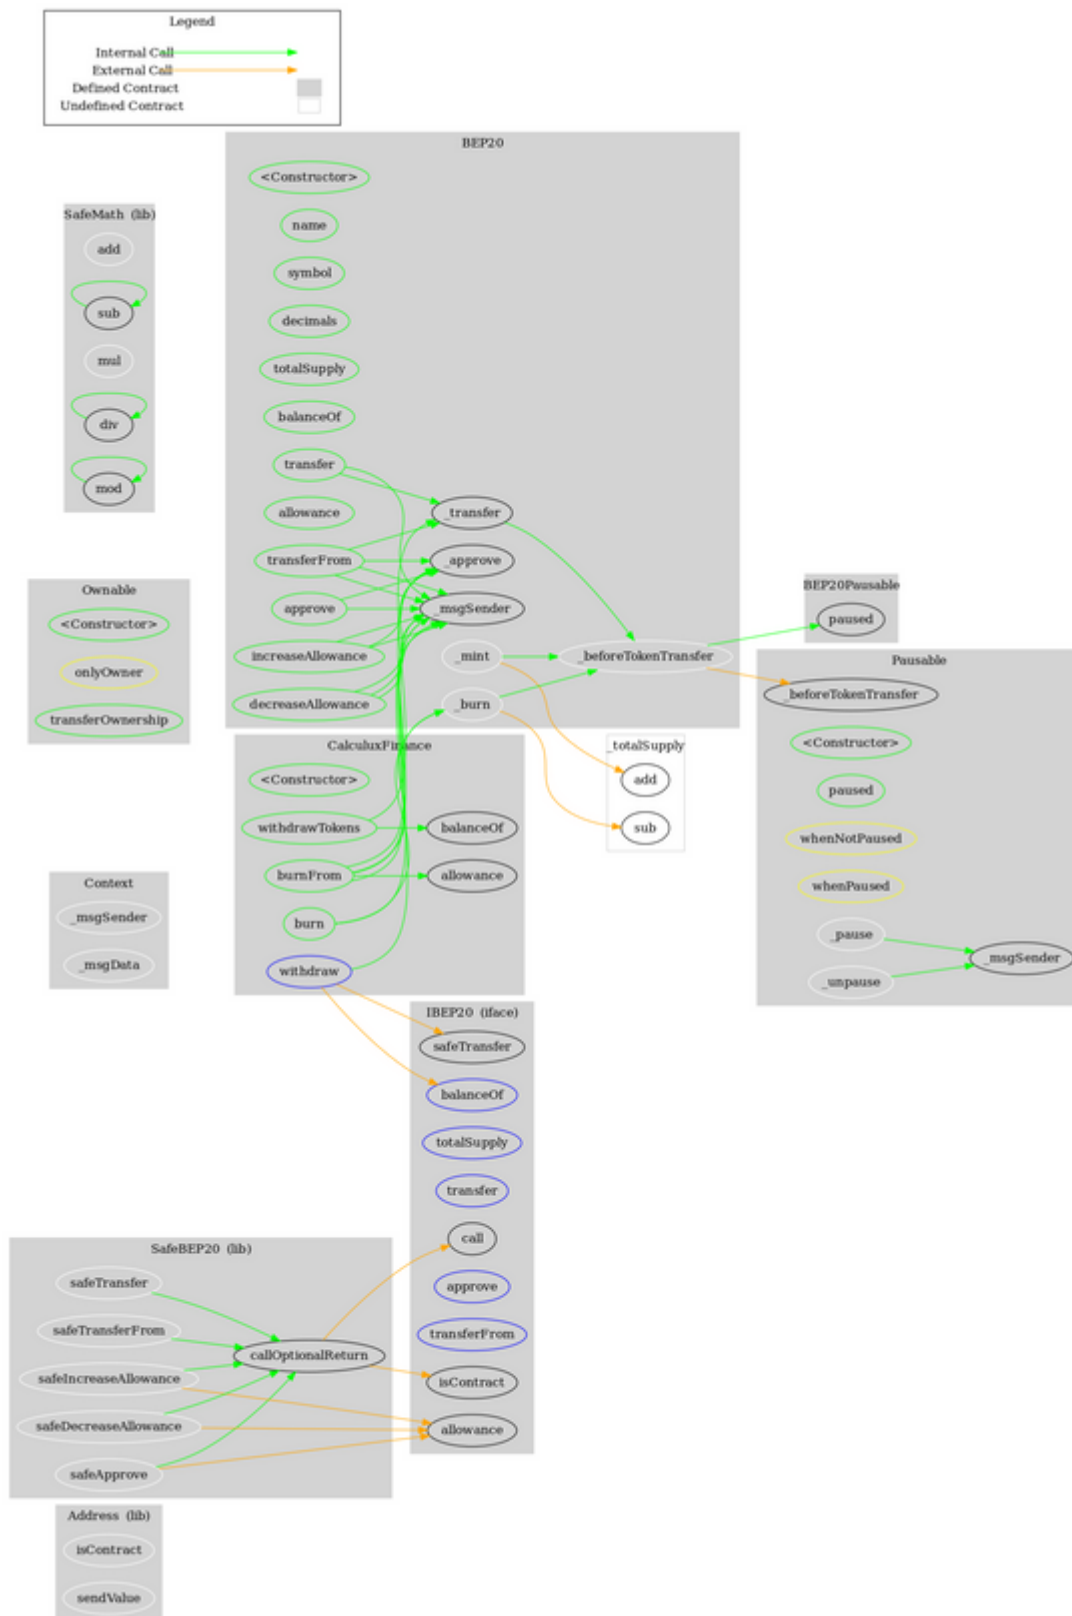 Legend
Internal Call
External Call
Defined Contract
Undefined Contract
BEP20
<Constructor>
name
symbol
decimals
totalSupply
balanceOf
transfer
allowance
transferFrom
approve
increaseAllowance
decreaseAllowance
_transfer
_approve
_msgSender
_mint
_burn
_beforeTokenTransfer
SafeMath (lib)
add
sub
mul
div
mod
Ownable
<Constructor>
onlyOwner
transferOwnership
BEP20Pausable
paused
Pausable
_beforeTokenTransfer
<Constructor>
paused
whenNotPaused
whenPaused
_pause
_unpause
_msgSender
CalculuxFinance
<Constructor>
withdrawTokens
burnFrom
burn
withdraw
balanceOf
allowance
_totalSupply
add
sub
Context
_msgSender
_msgData
IBEP20 (iface)
safeTransfer
balanceOf
totalSupply
transfer
call
approve
transferFrom
isContract
allowance
SafeBEP20 (lib)
safeTransfer
safeTransferFrom
safeIncreaseAllowance
safeDecreaseAllowance
safeApprove
callOptionalReturn
Address (lib)
isContract
sendValue